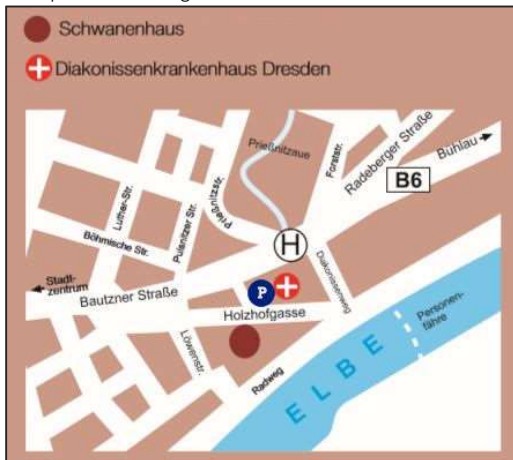 Schwanenhaus
Diakonissenkrankenhaus Dresden
Prießnitzaue
Forststr.
Radeberger Straße
Buhlau
B6
Luther-Str.
Prießnitzstr.
Pulsnitzer Str.
Böhmische Str.
H
Diakonissenweg
Stadt-
zentrum
Bautzner Straße
P
Holzhofgasse
Personen-
fähre
Löwenstr.
Radweg
ELBE